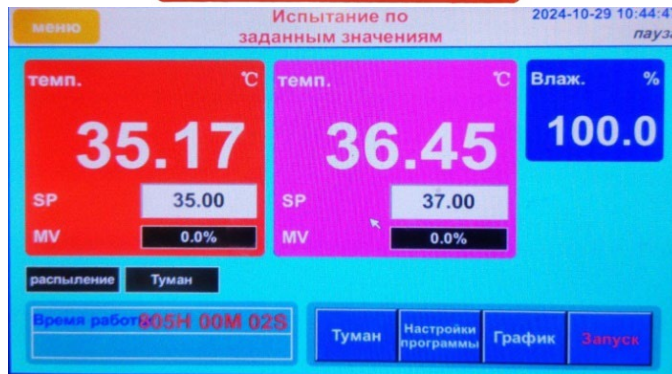 меню
Испытание по
заданным значениям
2024-10-29 10:44:4
пауз
темп. ℃
35.17
SP 35.00
MV 0.0%
темп. ℃
36.45
SP 37.00
MV 0.0%
Влаж. %
100.0
распыление
Туман
Время работы 805H 00M 02S
Туман
Настройки
программы
График
Запуск